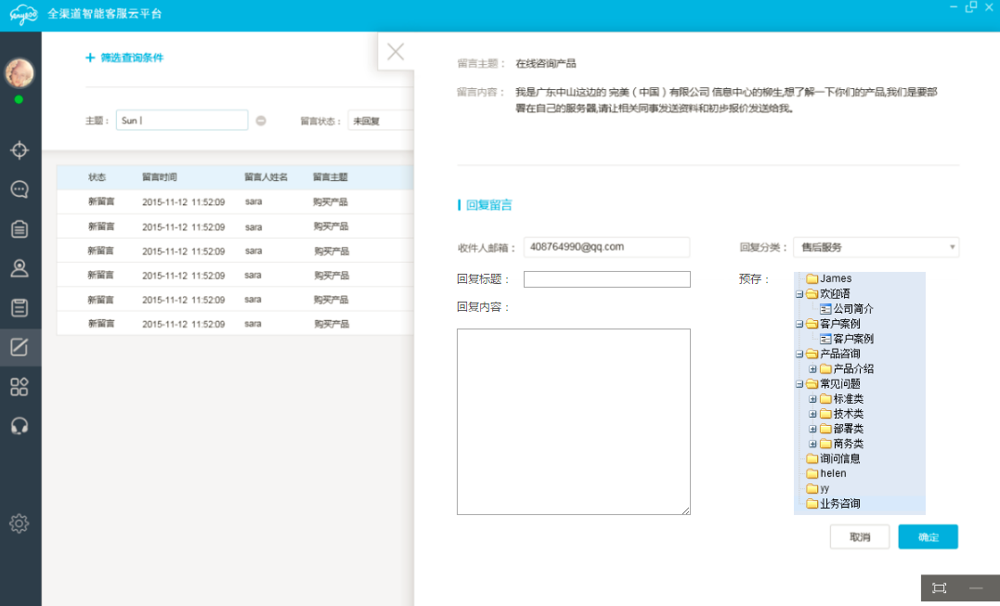 全渠道智能客服云平台
+ 筛选查询条件
主题： Sun 留言状态： 未回复
状态 留言时间 留言人姓名 留言主题
新留言 2015-11-12 11:52:09 sara 购买产品
新留言 2015-11-12 11:52:09 sara 购买产品
新留言 2015-11-12 11:52:09 sara 购买产品
新留言 2015-11-12 11:52:09 sara 购买产品
新留言 2015-11-12 11:52:09 sara 购买产品
新留言 2015-11-12 11:52:09 sara 购买产品
留言主题： 在线咨询产品
留言内容： 我是广东中山这边的 完美（中国）有限公司 信息中心的柳生,想了解一下你们的产品,我们是要部
署在自己的服务器,请让相关同事发送资料和初步报价发送给我。
回复留言
收件人邮箱： 408764990@qq.com 回复分类： 售后服务
回复标题： 预存：
回复内容：
James
欢迎语
公司简介
客户案例
客户案例
产品咨询
产品介绍
常见问题
标准类
技术类
部署类
商务类
询问信息
helen
yy
业务咨询
取消 确定